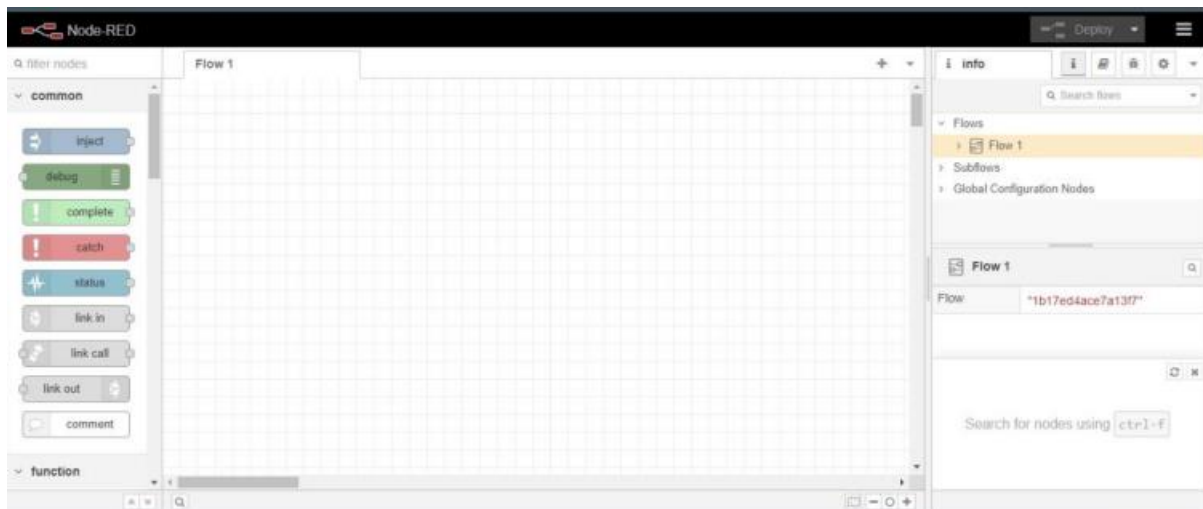 Node-RED
Deploy
filter nodes
Flow 1
info
common
Search flows
inject
Flows
debug
Flow 1
complete
Subflows
Global Configuration Nodes
catch
status
Flow 1
link in
Flow "1b17ed4ace7a13f7"
link call
link out
comment
Search for nodes using ctrl-f
function